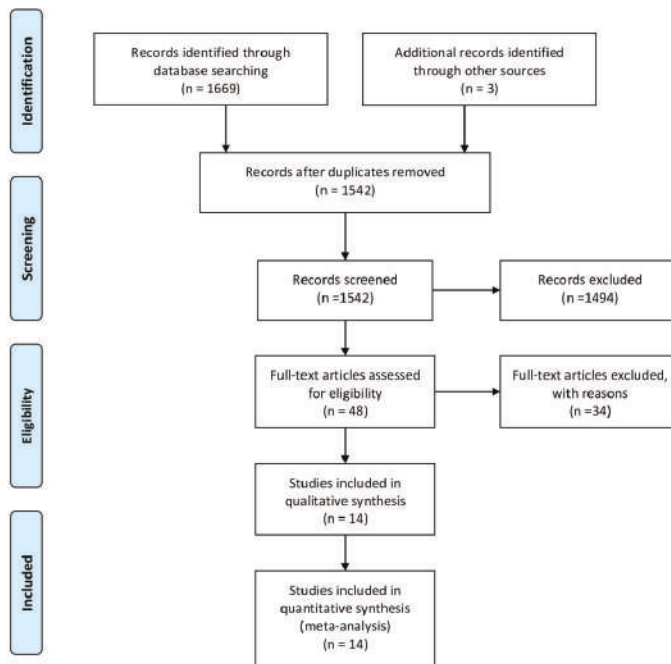 Identification
Records identified through
database searching
(n = 1669)
Additional records identified
through other sources
(n = 3)
Records after duplicates removed
(n = 1542)
Screening
Records screened
(n =1542)
Records excluded
(n =1494)
Eligibility
Full-text articles assessed
for eligibility
(n = 48)
Full-text articles excluded,
with reasons
(n =34)
Studies included in
qualitative synthesis
(n = 14)
Included
Studies included in
quantitative synthesis
(meta-analysis)
(n = 14)